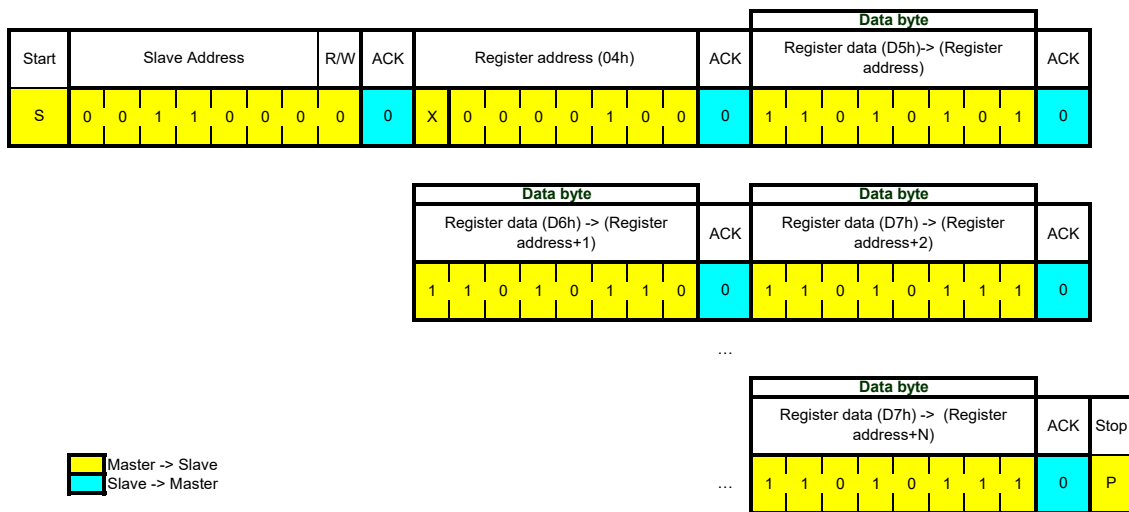 Data byte
Start Slave Address R/W ACK Register address (04h) ACK Register data (D5h)-> (Register address) ACK
S 0 0 1 1 0 0 0 0 0 X 0 0 0 0 1 0 0 0 1 1 0 1 0 1 0 1 0
Data byte Data byte
Register data (D6h) -> (Register address+1) ACK Register data (D7h) -> (Register address+2) ACK
1 1 0 1 0 1 1 0 0 1 1 0 1 0 1 1 1 0
...
Data byte
Register data (D7h) -> (Register address+N) ACK Stop
Master -> Slave
Slave -> Master
... 1 1 0 1 0 1 1 1 0 P